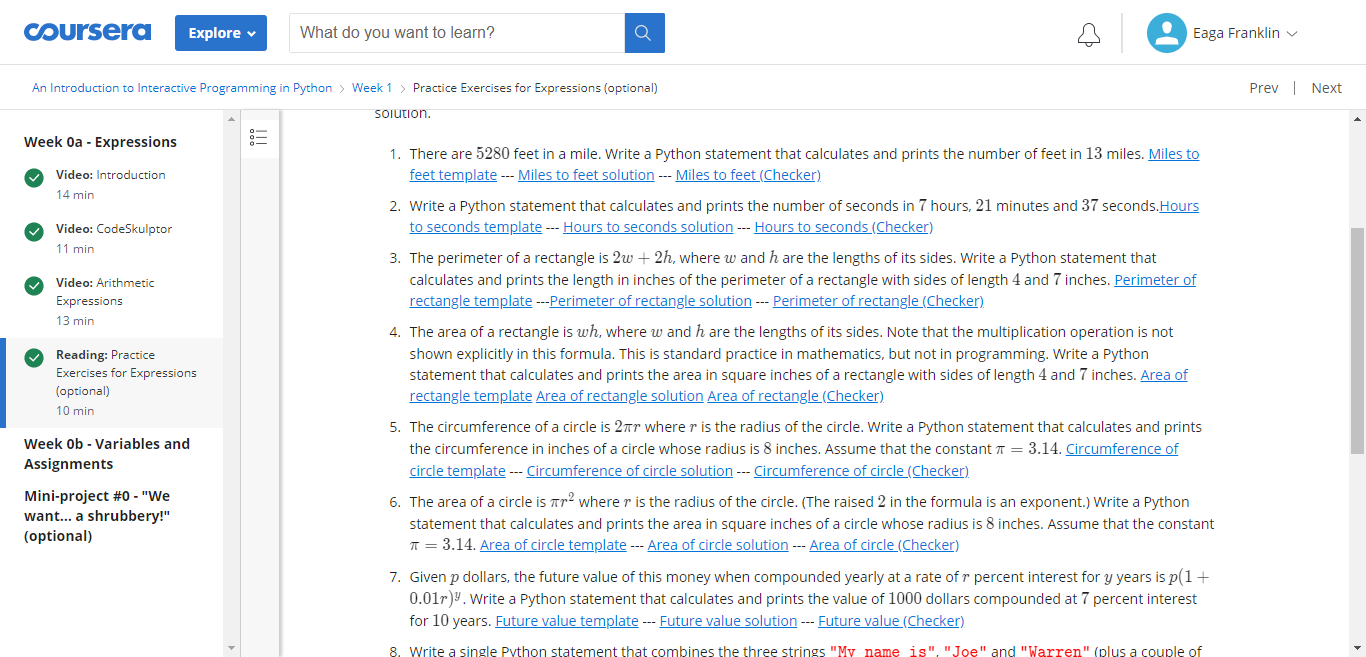 coursera
Explore
What do you want to learn?
Eaga Franklin
An Introduction to Interactive Programming in Python > Week 1 > Practice Exercises for Expressions (optional)
Prev | Next
Week 0a - Expressions
Video: Introduction
14 min
Video: CodeSkulptor
11 min
Video: Arithmetic
Expressions
13 min
Reading: Practice
Exercises for Expressions
(optional)
10 min
Week 0b - Variables and
Assignments
Mini-project #0 - "We
want... a shrubbery!"
(optional)
solution.
1. There are 5280 feet in a mile. Write a Python statement that calculates and prints the number of feet in 13 miles. Miles to
feet template --- Miles to feet solution --- Miles to feet (Checker)
2. Write a Python statement that calculates and prints the number of seconds in 7 hours, 21 minutes and 37 seconds.Hours
to seconds template --- Hours to seconds solution --- Hours to seconds (Checker)
3. The perimeter of a rectangle is 2w + 2h, where w and h are the lengths of its sides. Write a Python statement that
calculates and prints the length in inches of the perimeter of a rectangle with sides of length 4 and 7 inches. Perimeter of
rectangle template ---Perimeter of rectangle solution --- Perimeter of rectangle (Checker)
4. The area of a rectangle is wh, where w and h are the lengths of its sides. Note that the multiplication operation is not
shown explicitly in this formula. This is standard practice in mathematics, but not in programming. Write a Python
statement that calculates and prints the area in square inches of a rectangle with sides of length 4 and 7 inches. Area of
rectangle template Area of rectangle solution Area of rectangle (Checker)
5. The circumference of a circle is 2πr where r is the radius of the circle. Write a Python statement that calculates and prints
the circumference in inches of a circle whose radius is 8 inches. Assume that the constant π = 3.14. Circumference of
circle template --- Circumference of circle solution --- Circumference of circle (Checker)
6. The area of a circle is πr² where r is the radius of the circle. (The raised 2 in the formula is an exponent.) Write a Python
statement that calculates and prints the area in square inches of a circle whose radius is 8 inches. Assume that the constant
π = 3.14. Area of circle template --- Area of circle solution --- Area of circle (Checker)
7. Given p dollars, the future value of this money when compounded yearly at a rate of r percent interest for y years is p(1 +
0.01r)ʸ. Write a Python statement that calculates and prints the value of 1000 dollars compounded at 7 percent interest
for 10 years. Future value template --- Future value solution --- Future value (Checker)
8. Write a single Python statement that combines the three strings "My name is", "Joe" and "Warren" (plus a couple of